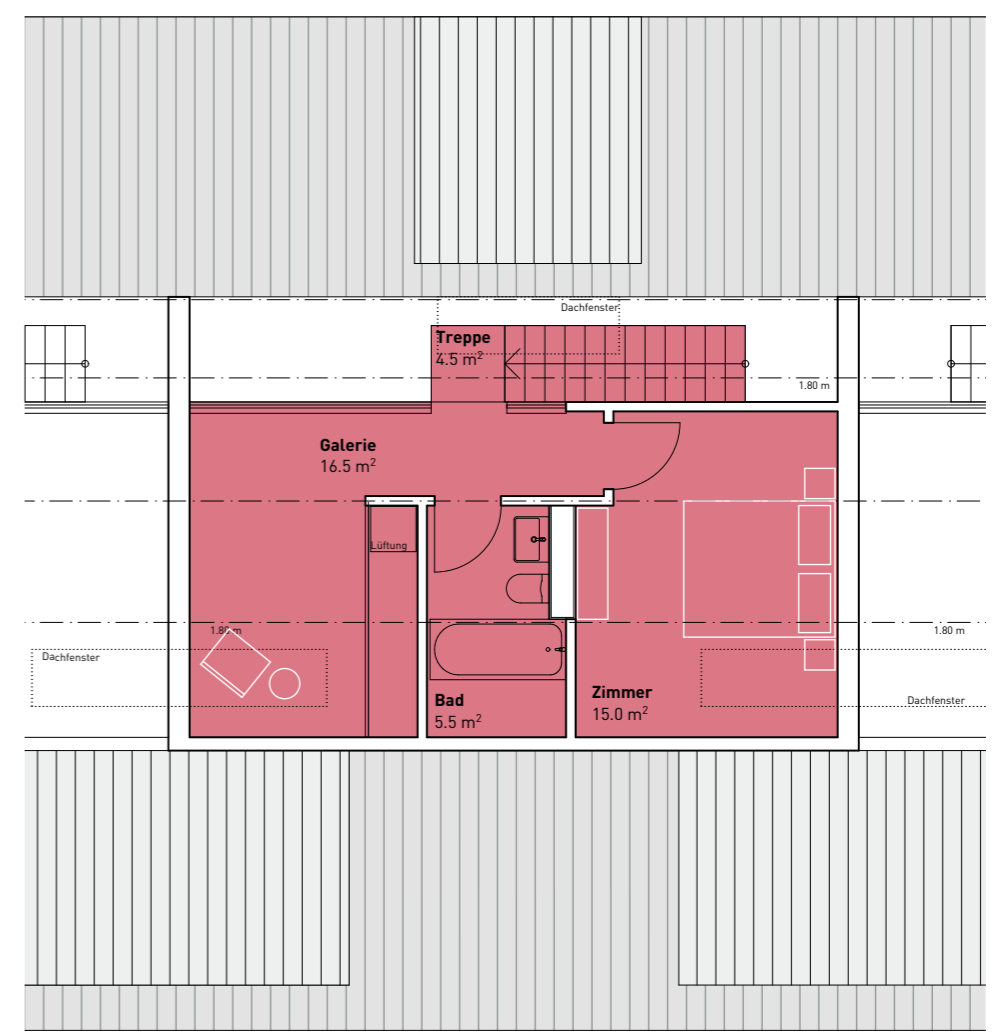 Dachfenster
Treppe
4.5 m²
1.80 m
Galerie
16.5 m²
Lüftung
1.80 m
1.80 m
Dachfenster
Bad
5.5 m²
Zimmer
15.0 m²
Dachfenster